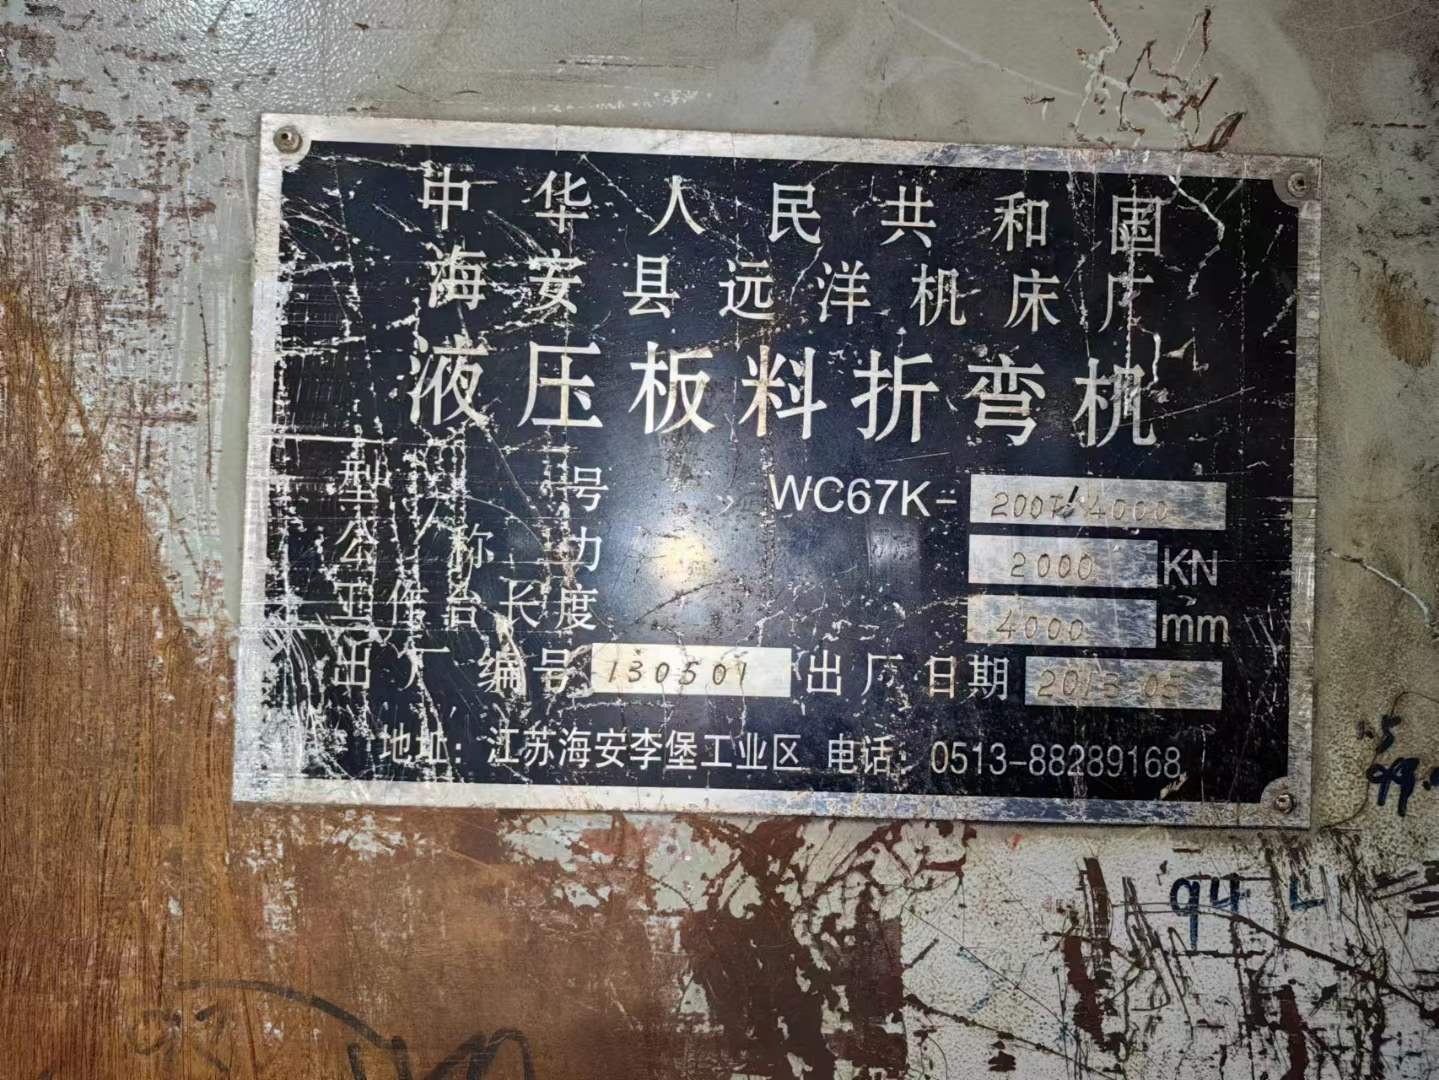 中华人民共和国
海安县远洋机床厂
液压板料折弯机
型号 WC67K- 200T/4000
公称力 2000 KN
工作台长度 4000 mm
出厂编号 130501 出厂日期 2013 05
地址：江苏海安李堡工业区 电话：0513-88289168
.5
99.
94